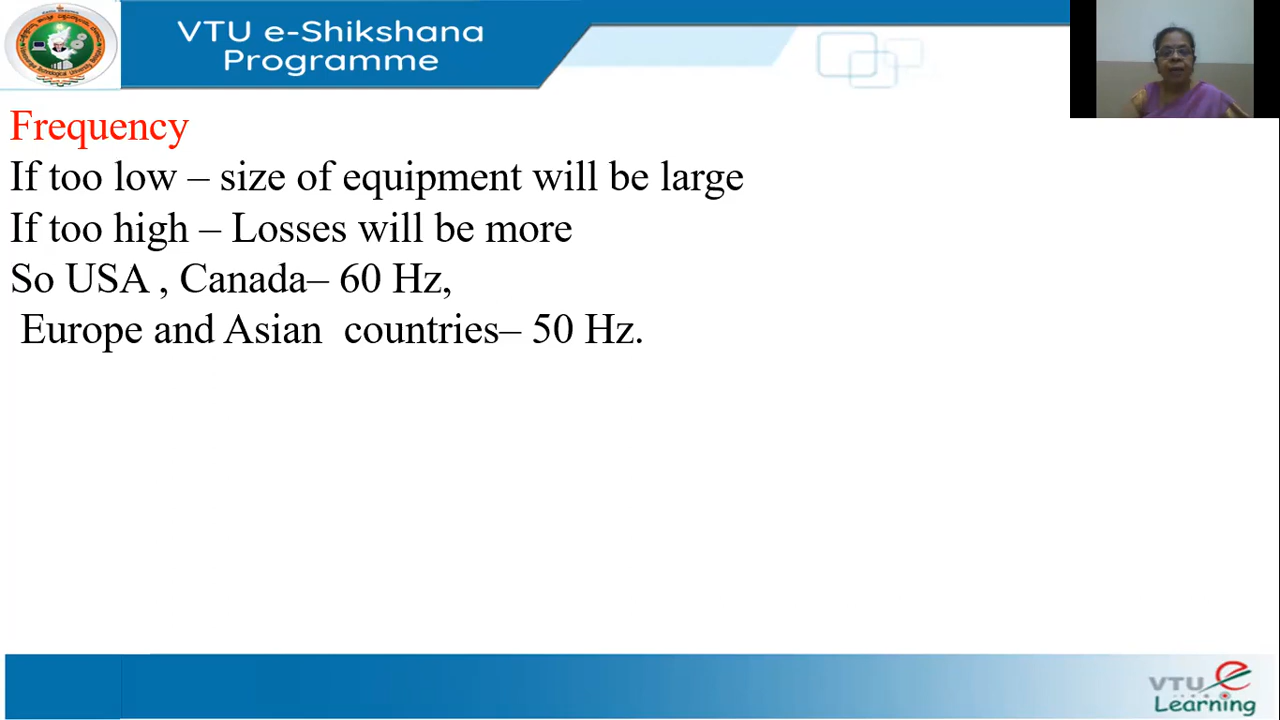 VTU e-Shikshana
Programme
Frequency
If too low – size of equipment will be large
If too high – Losses will be more
So USA , Canada– 60 Hz,
Europe and Asian  countries– 50 Hz.
VTU e
Learning